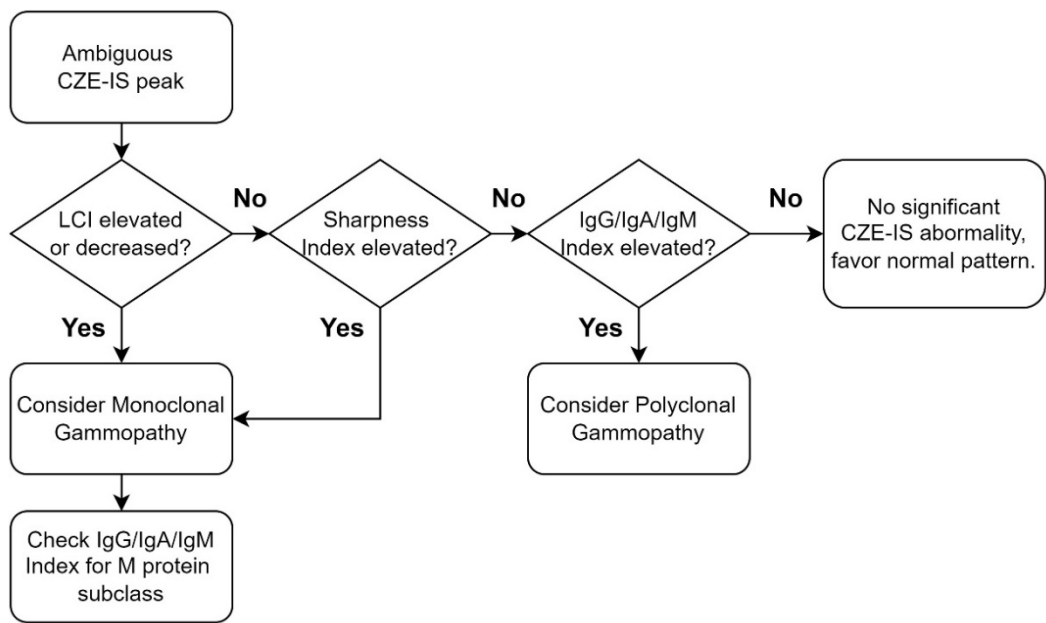 Ambiguous
CZE-IS peak
LCI elevated
or decreased?
No
Sharpness
Index elevated?
No
IgG/IgA/IgM
Index elevated?
No
No significant
CZE-IS abormality,
favor normal pattern.
Yes
Yes
Yes
Consider Monoclonal
Gammopathy
Consider Polyclonal
Gammopathy
Check IgG/IgA/IgM
Index for M protein
subclass